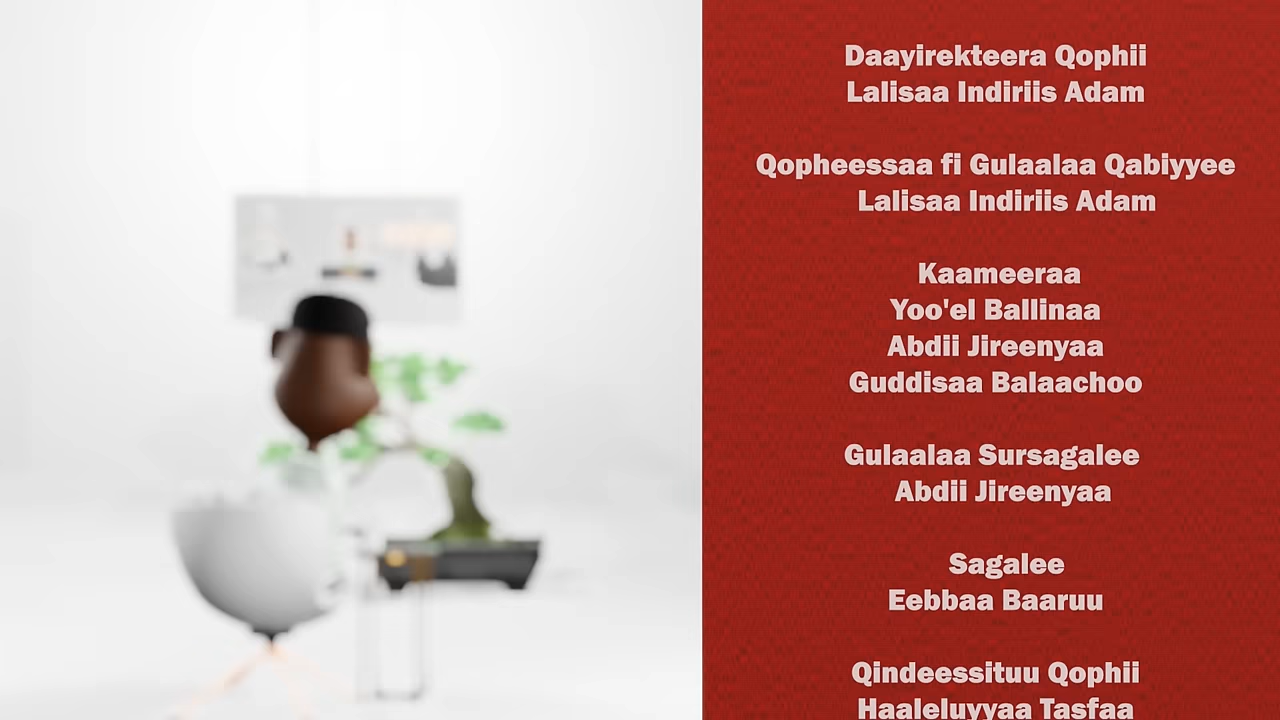 Daayirekteera Qophii
Lalisaa Indiriis Adam
Qopheessaa fi Gulaalaa Qabiyyee
Lalisaa Indiriis Adam
Kaameeraa
Yoo'el Ballinaa
Abdii Jireenyaa
Guddisaa Balaachoo
Gulaalaa Sursagalee
Abdii Jireenyaa
Sagalee
Eebbaa Baaruu
Qindeessituu Qophii
Haaleluyyaa Tasfaa